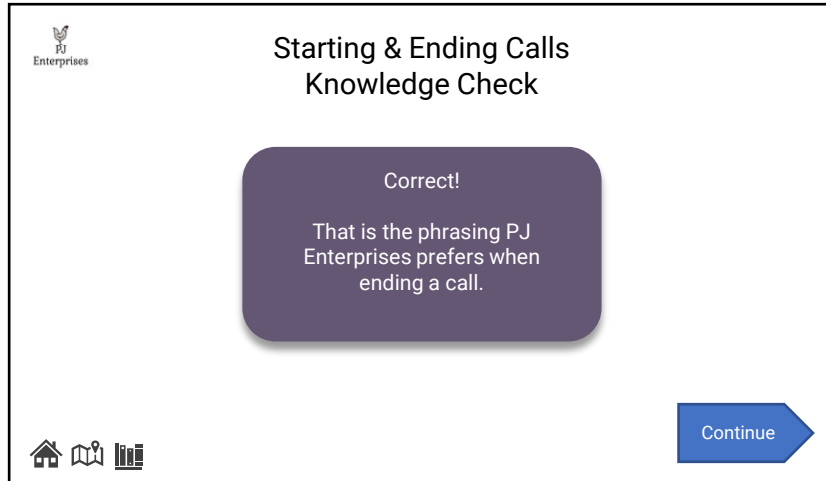 PJ
Enterprises
Starting & Ending Calls
Knowledge Check
Correct!
That is the phrasing PJ
Enterprises prefers when
ending a call.
Continue